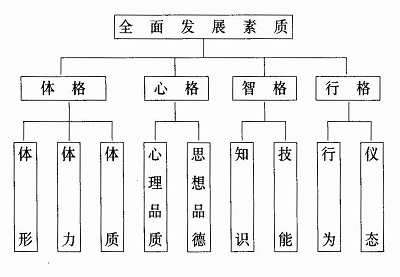 全面发展素质
体格
心格
智格
行格
体形
体力
体质
心理品质
思想品德
知识
技能
行为
仪态